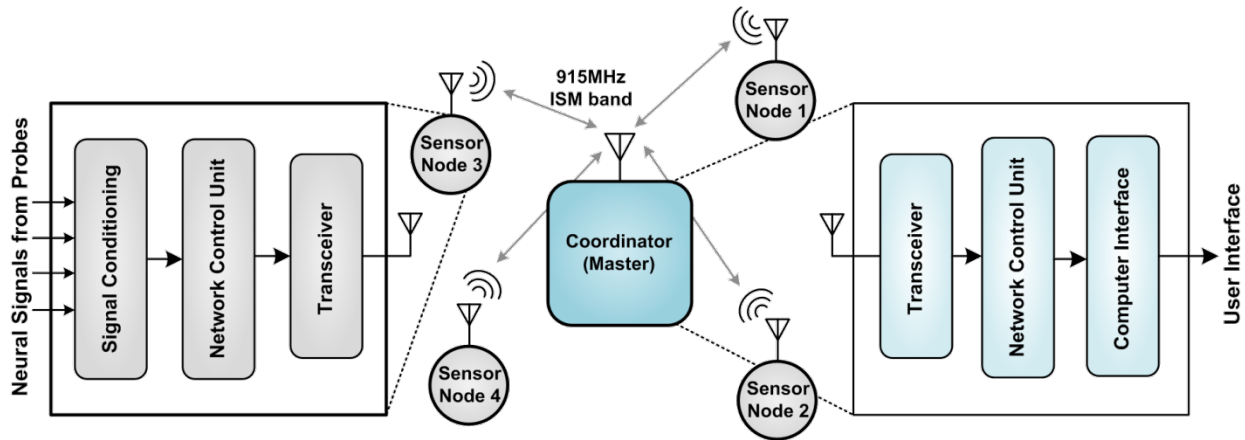 Neural Signals from Probes
Signal Conditioning
Network Control Unit
Transceiver
Sensor
Node 3
915MHz
ISM band
Sensor
Node 1
Coordinator
(Master)
Sensor
Node 4
Sensor
Node 2
Transceiver
Network Control Unit
Computer Interface
User Interface